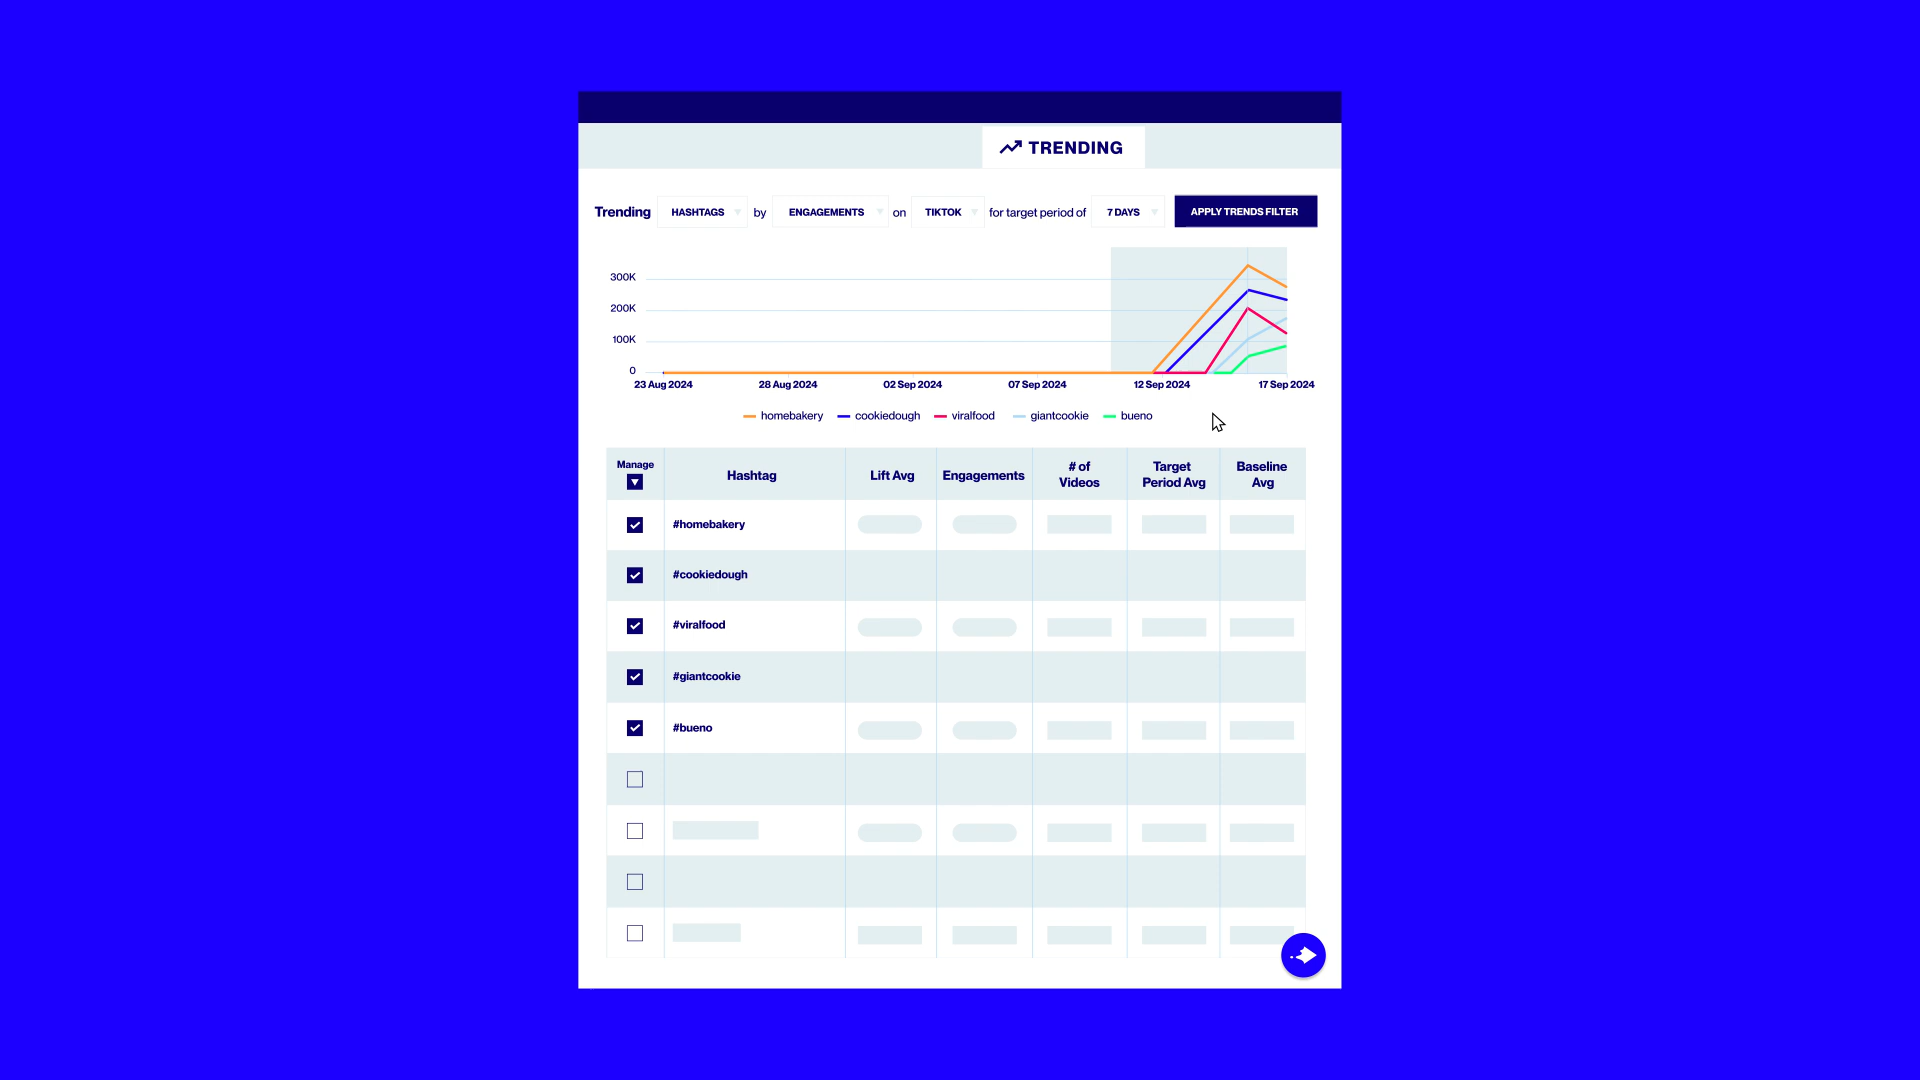 TRENDING
Trending HASHTAGS by ENGAGEMENTS on TIKTOK for target period of 7 DAYS APPLY TRENDS FILTER
300K
200K
100K
0
23 Aug 2024 28 Aug 2024 02 Sep 2024 07 Sep 2024 12 Sep 2024 17 Sep 2024
homebakery cookiedough viralfood giantcookie bueno
Manage Hashtag Lift Avg Engagements # of Videos Target Period Avg Baseline Avg
#homebakery
#cookiedough
#viralfood
#giantcookie
#bueno